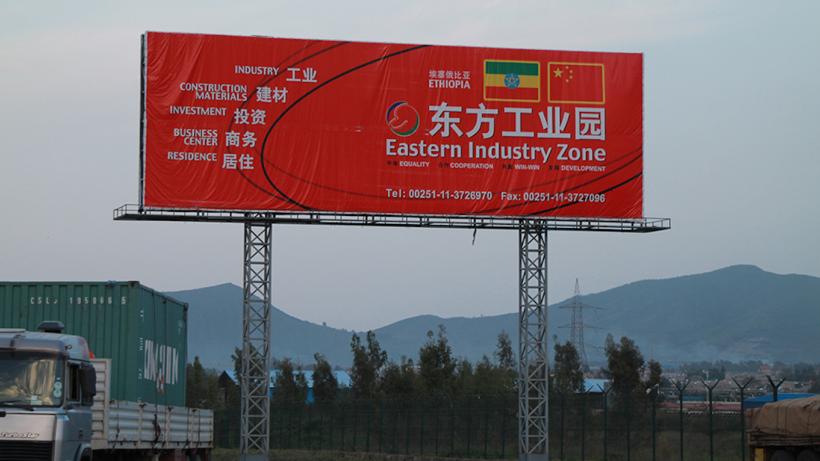 INDUSTRY 工业
CONSTRUCTION MATERIALS 建材
INVESTMENT 投资
BUSINESS CENTER 商务
RESIDENCE 居住
埃塞俄比亚
ETHIOPIA
东方工业园
Eastern Industry Zone
EQUALITY COOPERATION WIN-WIN DEVELOPMENT
Tel: 00251-11-3726970 Fax: 00251-11-3727096
turbostar